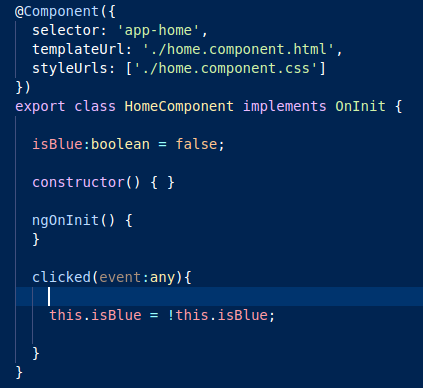 @Component({
  selector: 'app-home',
  templateUrl: './home.component.html',
  styleUrls: ['./home.component.css']
})
export class HomeComponent implements OnInit {
  isBlue:boolean = false;
  constructor() { }
  ngOnInit() {
  }
  clicked(event:any){
    this.isBlue = !this.isBlue;
  }
}